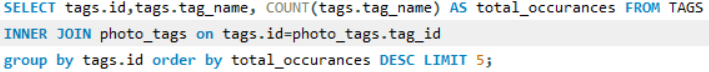 SELECT tags.id,tags.tag_name, COUNT(tags.tag_name) AS total_occurances FROM TAGS
INNER JOIN photo_tags on tags.id=photo_tags.tag_id
group by tags.id order by total_occurances DESC LIMIT 5;